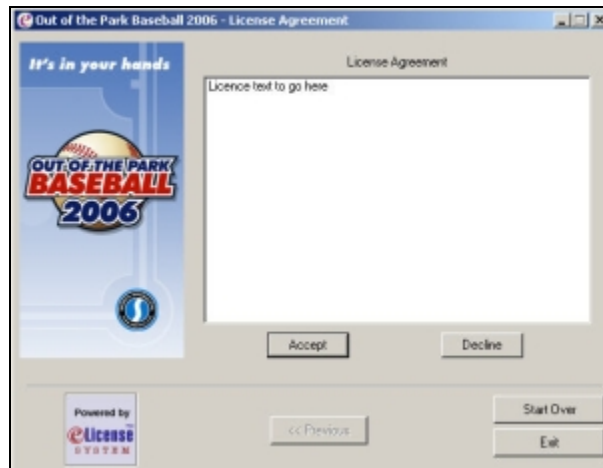 Out of the Park Baseball 2006 - License Agreement
It's in your hands
OUT OF THE PARK
BASEBALL
2006
License Agreement
Licence text to go here
Accept
Decline
Powered by
eLicense
SYSTEM
<< Previous
Start Over
Exit